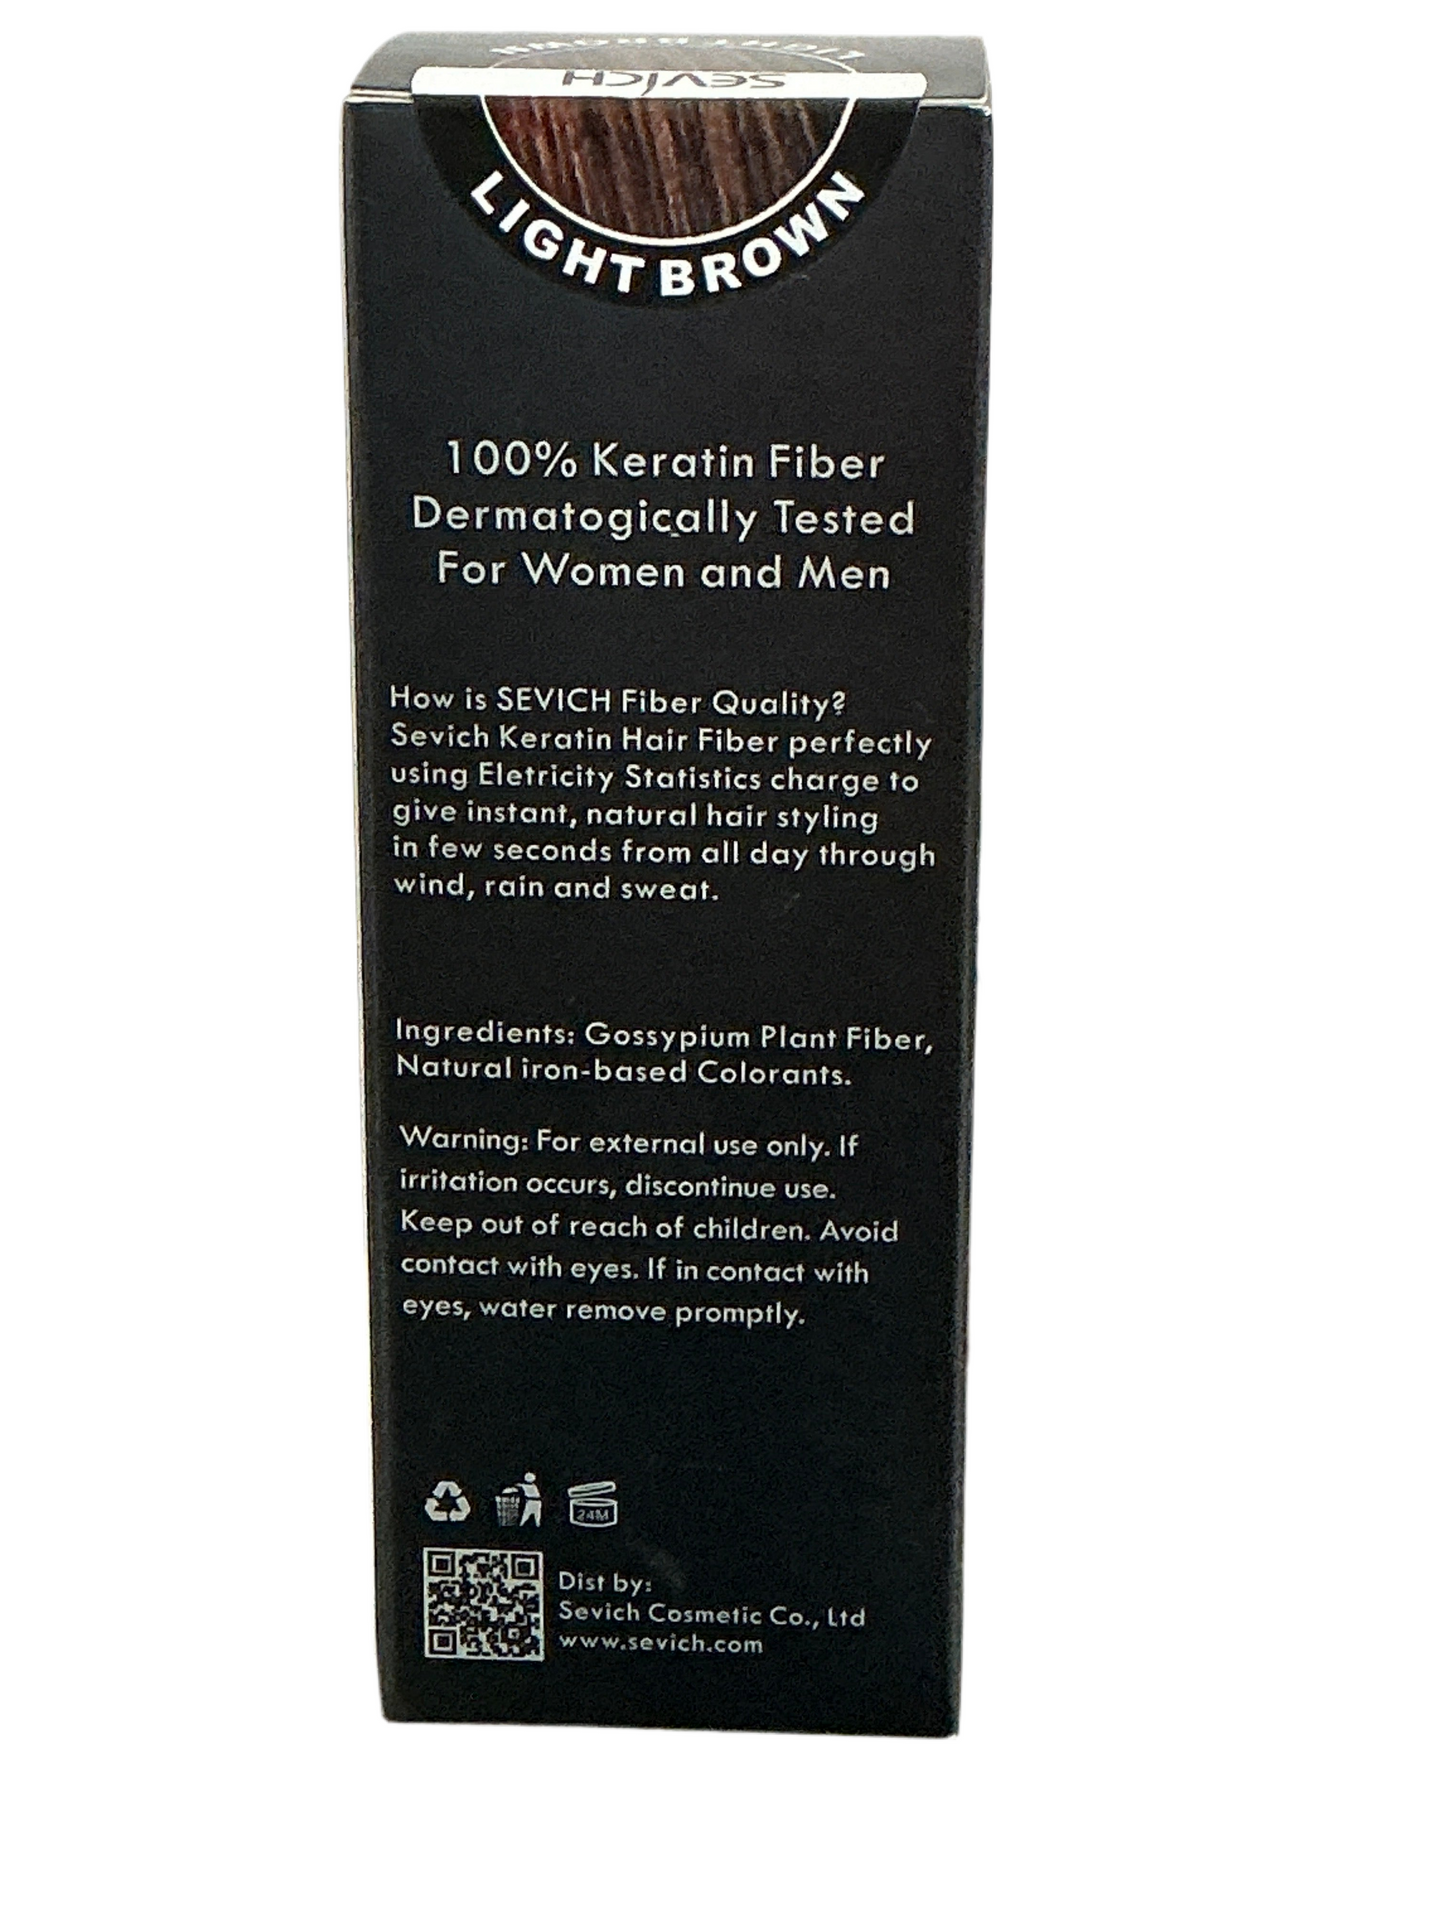 LIGHT BROWN
SEVICH
LIGHT BROWN
100% Keratin Fiber
Dermatogically Tested
For Women and Men
How is SEVICH Fiber Quality?
Sevich Keratin Hair Fiber perfectly
using Eletricity Statistics charge to
give instant, natural hair styling
in few seconds from all day through
wind, rain and sweat.
Ingredients: Gossypium Plant Fiber,
Natural iron-based Colorants.
Warning: For external use only. If
irritation occurs, discontinue use.
Keep out of reach of children. Avoid
contact with eyes. If in contact with
eyes, water remove promptly.
24M
Dist by:
Sevich Cosmetic Co., Ltd
www.sevich.com